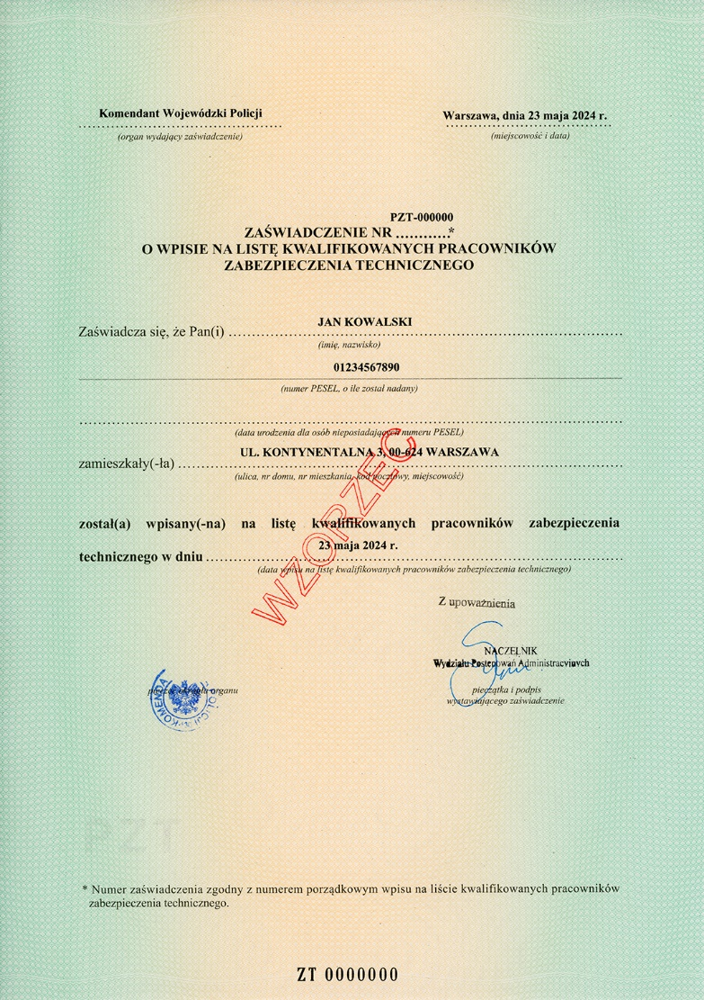 Komendant Wojewódzki Policji
(organ wydający zaświadczenie)
Warszawa, dnia 23 maja 2024 r.
(miejscowość i data)
PZT-000000
ZAŚWIADCZENIE NR ............*
O WPISIE NA LISTĘ KWALIFIKOWANYCH PRACOWNIKÓW
ZABEZPIECZENIA TECHNICZNEGO
JAN KOWALSKI
Zaświadcza się, że Pan(i)
(imię, nazwisko)
01234567890
(numer PESEL, o ile został nadany)
(data urodzenia dla osób nieposiadających numeru PESEL)
UL. KONTYNENTALNA 3, 00-624 WARSZAWA
zamieszkały(-ła)
(ulica, nr domu, nr mieszkania, kod pocztowy, miejscowość)
WZORZEC
został(a) wpisany(-na) na listę kwalifikowanych pracowników zabezpieczenia
23 maja 2024 r.
technicznego w dniu
(data wpisu na listę kwalifikowanych pracowników zabezpieczenia technicznego)
Z upoważnienia
NACZELNIK
Wydziału Postępowań Administracyjnych
pieczątka i podpis
wystawiającego zaświadczenie
pieczęć okrągła organu
KOMENDA POLICJI
PZT
* Numer zaświadczenia zgodny z numerem porządkowym wpisu na liście kwalifikowanych pracowników
zabezpieczenia technicznego.
ZT 0000000